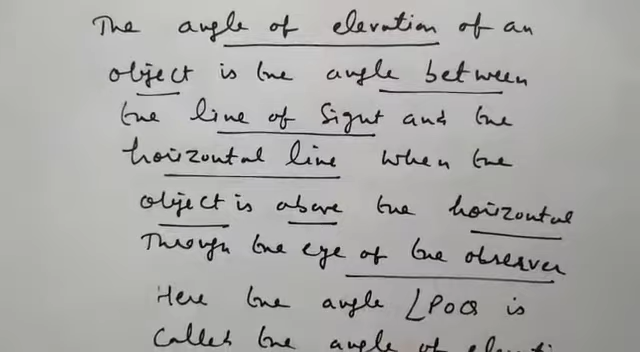 The angle of elevation of an
object is the angle between
the line of sight and the
horizontal line when the
object is above the horizontal
Through the eye of the observer
Here the angle ∠POQ is
Called the angle of